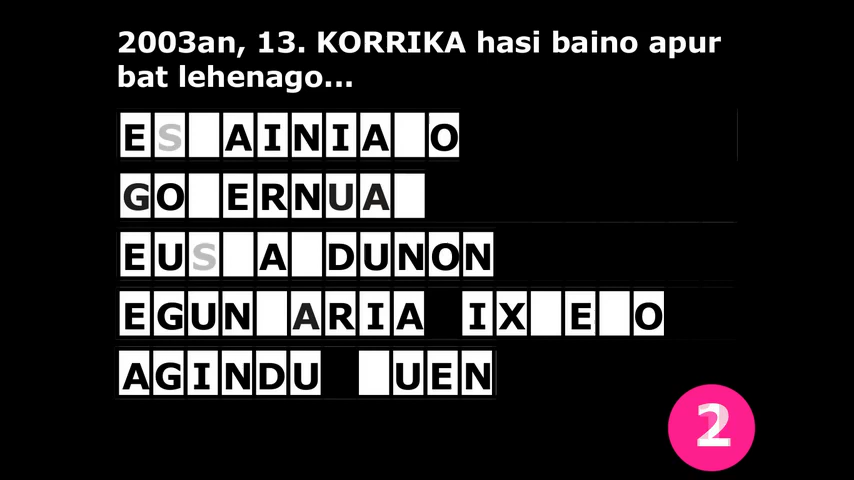 2003an, 13. KORRIKA hasi baino apur
bat lehenago...
ES AINIA O
GO ERNUA
EUS A DUNON
EGUN ARIA IX E O
AGINDU UEN
2